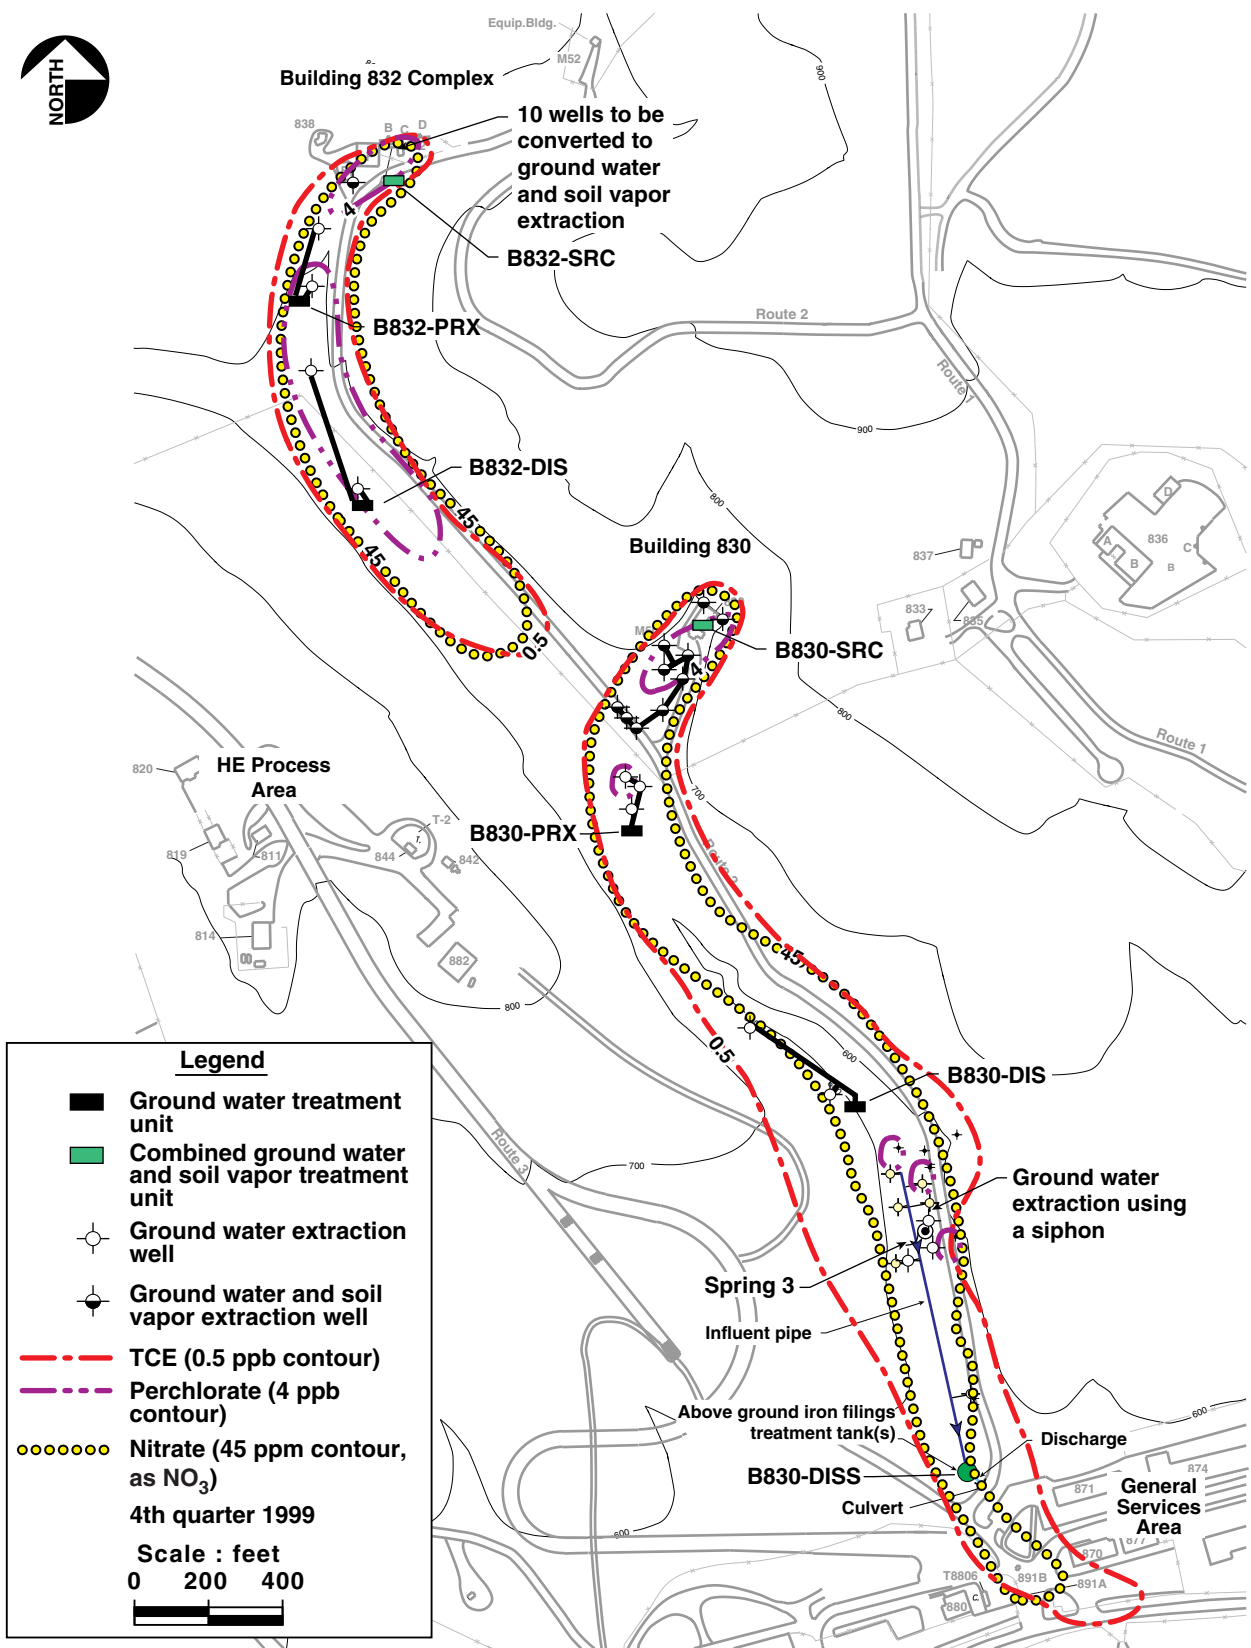 Equip.Bldg.
M52
NORTH
Building 832 Complex
900
838
B
C
D
10 wells to be
converted to
ground water
and soil vapor
extraction
4
B832-SRC
B832-PRX
Route 2
Route 1
900
B832-DIS
800
45
45
Building 830
D
836
A
B
B
C
837
833
835
0.5
B830-SRC
4
800
Route 1
820
HE Process
Area
700
T-2
B830-PRX
819
811
844
842
814
882
800
45
0.5
600
B830-DIS
Route 3
700
Ground water
extraction using
a siphon
Spring 3
Influent pipe
Above ground iron filings
treatment tank(s)
Discharge
600
B830-DISS
874
871
General
Services
Area
Culvert
600
877
870
T8806
891B
891A
880
C.
Legend
Ground water treatment
unit
Combined ground water
and soil vapor treatment
unit
Ground water extraction
well
Ground water and soil
vapor extraction well
TCE (0.5 ppb contour)
Perchlorate (4 ppb
contour)
Nitrate (45 ppm contour,
as NO3)
4th quarter 1999
Scale : feet
0 200 400